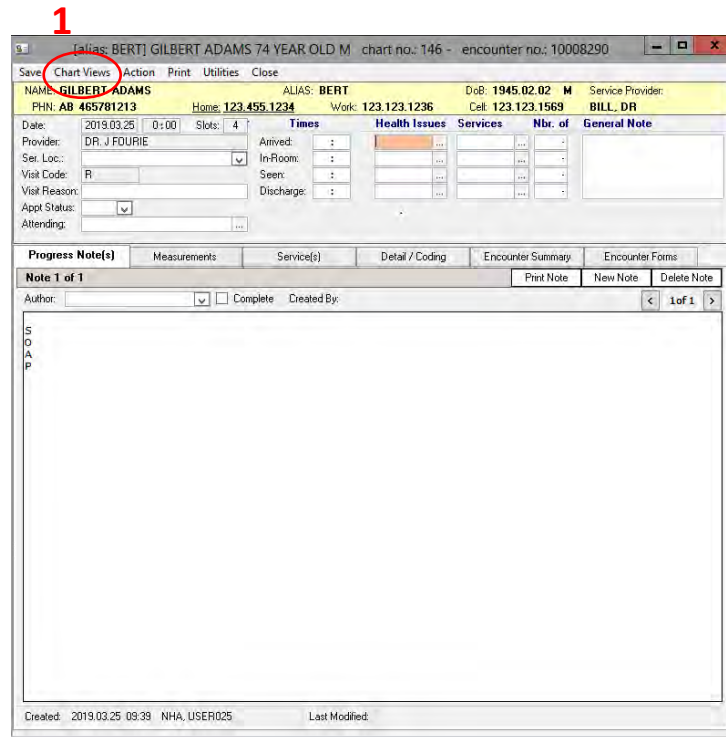 1
[alias: BERT] GILBERT ADAMS 74 YEAR OLD M chart no.: 146 - encounter no.: 10008290
Save Chart Views Action Print Utilities Close
NAME: GILBERT ADAMS ALIAS: BERT DoB: 1945.02.02 M Service Provider:
PHN: AB 465781213 Home: 123.455.1234 Work: 123.123.1236 Cell: 123.123.1569 BILL, DR
Date: 2019.03.25 0:00 Slots: 4 Times Health Issues Services Nbr. of General Note
Provider: DR. J FOURIE Arrived: : ... ... -
Ser. Loc.: In-Room: : ... ... -
Visit Code: R Seen: : ... ... -
Visit Reason: Discharge: : ... ... -
Appt Status:
Attending: ...
Progress Note(s) Measurements Service(s) Detail / Coding Encounter Summary Encounter Forms
Note 1 of 1 Print Note New Note Delete Note
Author: Complete Created By: < 1of 1 >
S
O
A
P
Created: 2019.03.25 09:39 NHA, USER025 Last Modified: